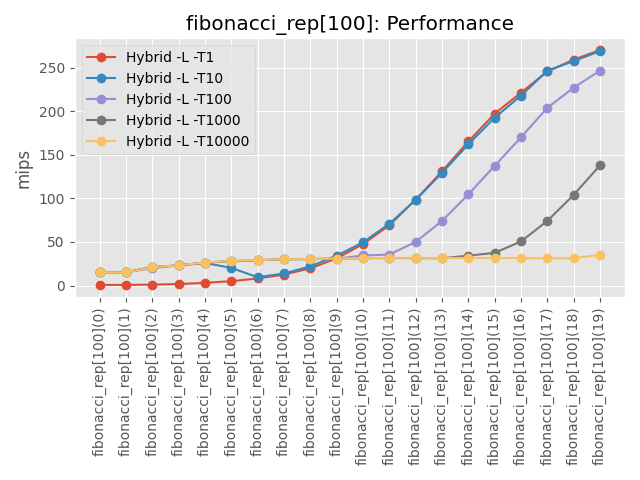 fibonacci_rep[100]: Performance
Hybrid -L -T1
Hybrid -L -T10
Hybrid -L -T100
Hybrid -L -T1000
Hybrid -L -T10000
mips
250
200
150
100
50
0
fibonacci_rep[100](0)
fibonacci_rep[100](1)
fibonacci_rep[100](2)
fibonacci_rep[100](3)
fibonacci_rep[100](4)
fibonacci_rep[100](5)
fibonacci_rep[100](6)
fibonacci_rep[100](7)
fibonacci_rep[100](8)
fibonacci_rep[100](9)
fibonacci_rep[100](10)
fibonacci_rep[100](11)
fibonacci_rep[100](12)
fibonacci_rep[100](13)
fibonacci_rep[100](14)
fibonacci_rep[100](15)
fibonacci_rep[100](16)
fibonacci_rep[100](17)
fibonacci_rep[100](18)
fibonacci_rep[100](19)